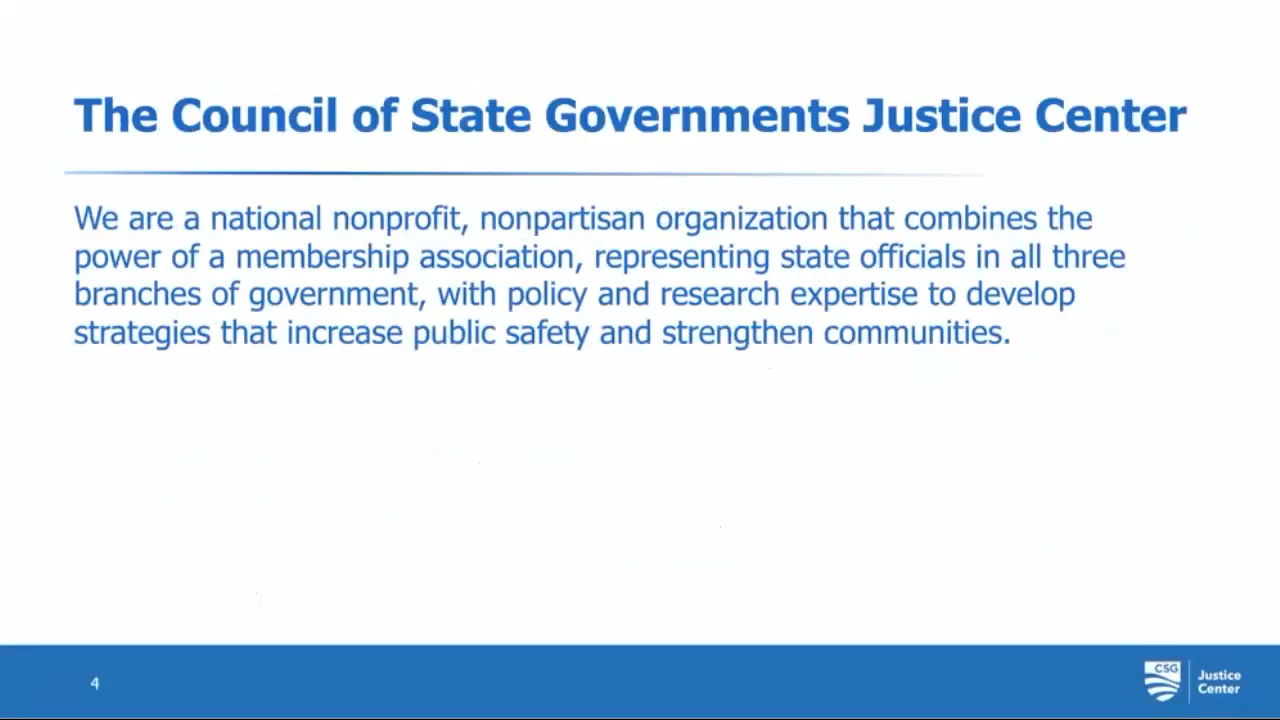 The Council of State Governments Justice Center
We are a national nonprofit, nonpartisan organization that combines the
power of a membership association, representing state officials in all three
branches of government, with policy and research expertise to develop
strategies that increase public safety and strengthen communities.
4
CSG
Justice
Center